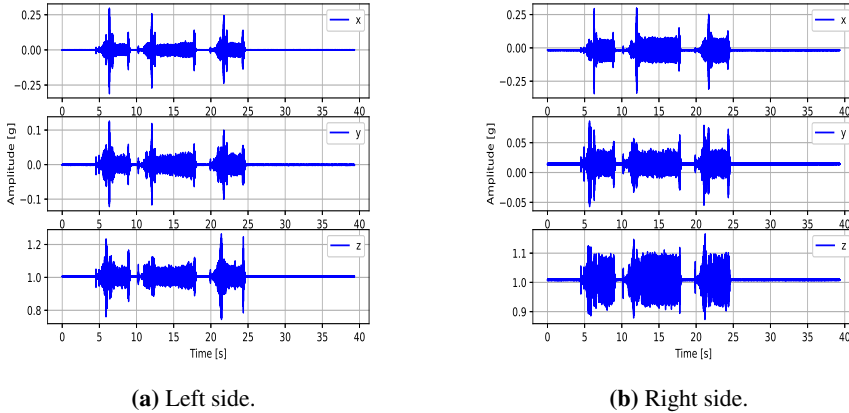 0.25
0.00
−0.25
x
0 5 10 15 20 25 30 35 40
0.1
0.0
−0.1
y
Amplitude [g]
0 5 10 15 20 25 30 35 40
1.2
1.0
0.8
z
0 5 10 15 20 25 30 35 40
Time [s]
(a) Left side.
0.25
0.00
−0.25
x
0 5 10 15 20 25 30 35 40
0.05
0.00
−0.05
y
Amplitude [g]
0 5 10 15 20 25 30 35 40
1.1
1.0
0.9
z
0 5 10 15 20 25 30 35 40
Time [s]
(b) Right side.